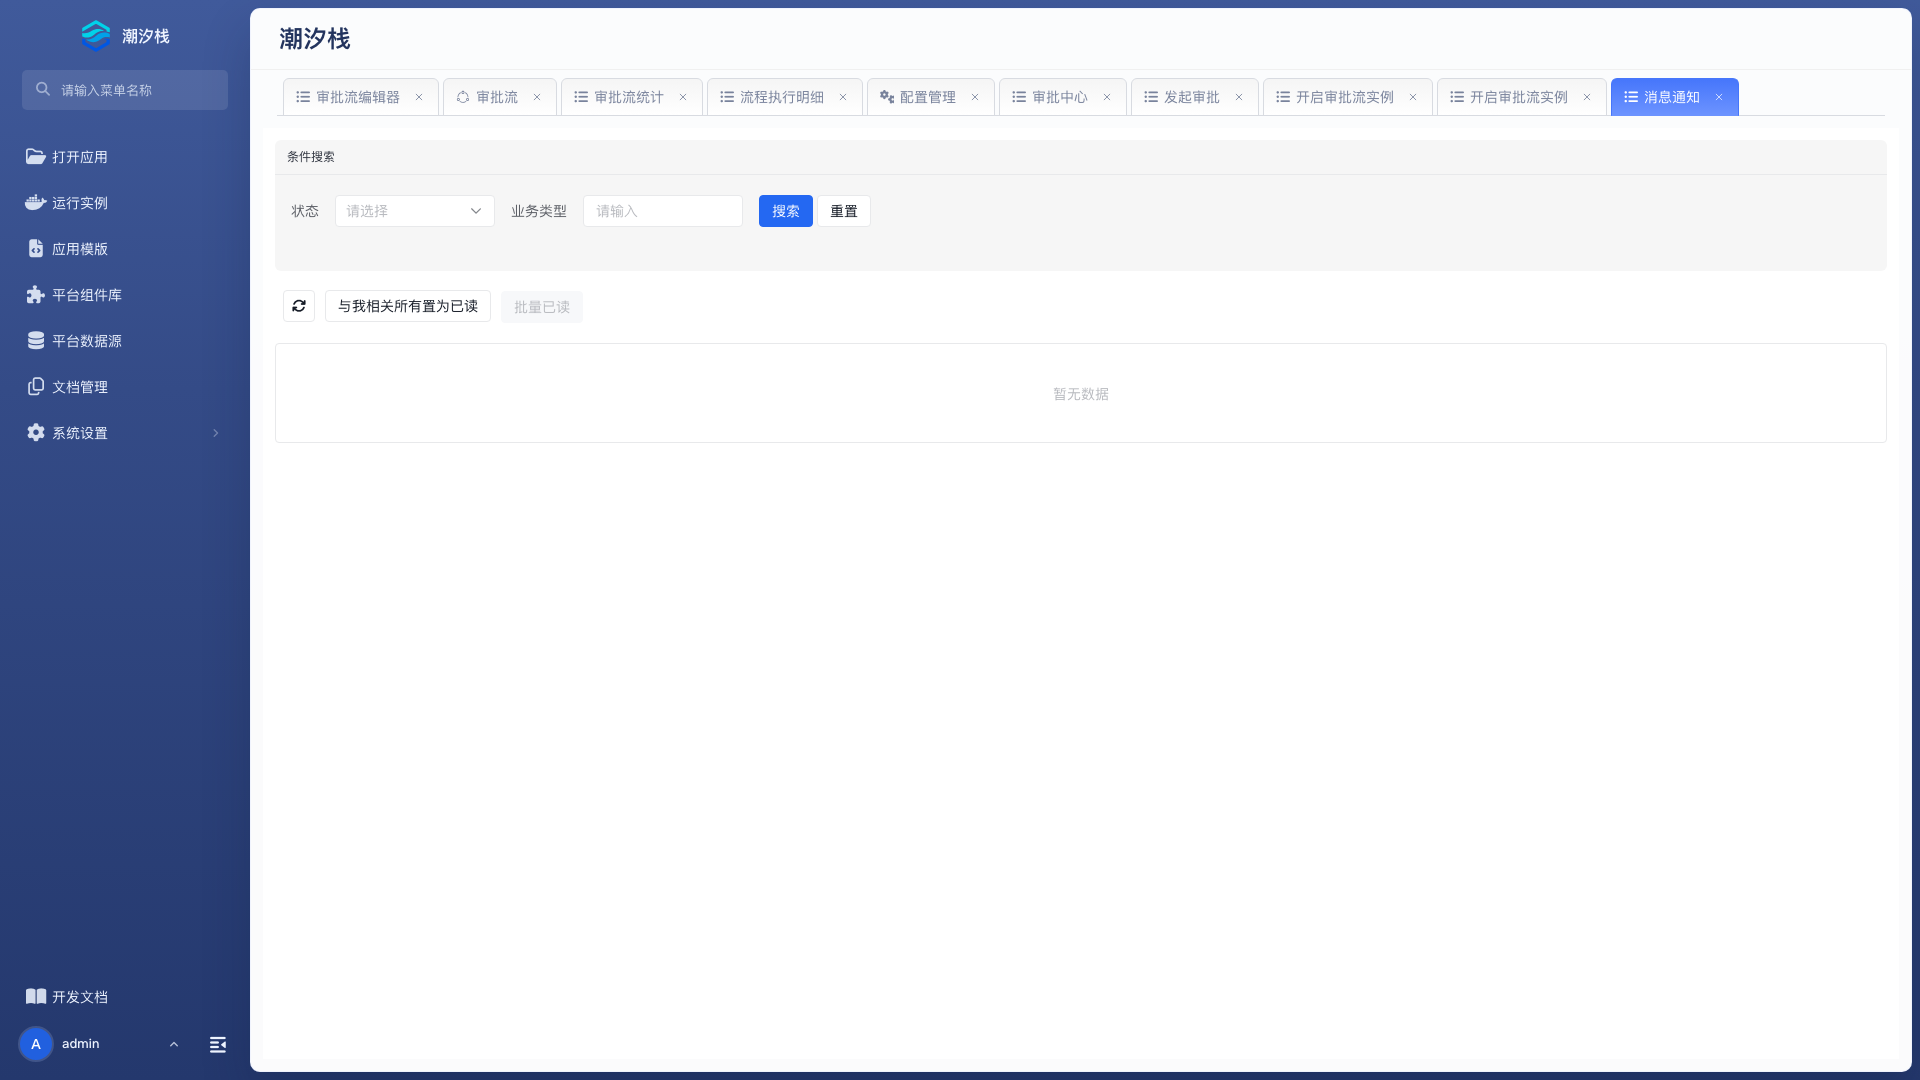 潮汐栈
请输入菜单名称
打开应用
运行实例
应用模版
平台组件库
平台数据源
文档管理
系统设置
开发文档
A admin
潮汐栈
审批流编辑器 审批流 审批流统计 流程执行明细 配置管理 审批中心 发起审批 开启审批流实例 开启审批流实例 消息通知
条件搜索
状态 请选择 业务类型 请输入 搜索 重置
与我相关所有置为已读 批量已读
暂无数据